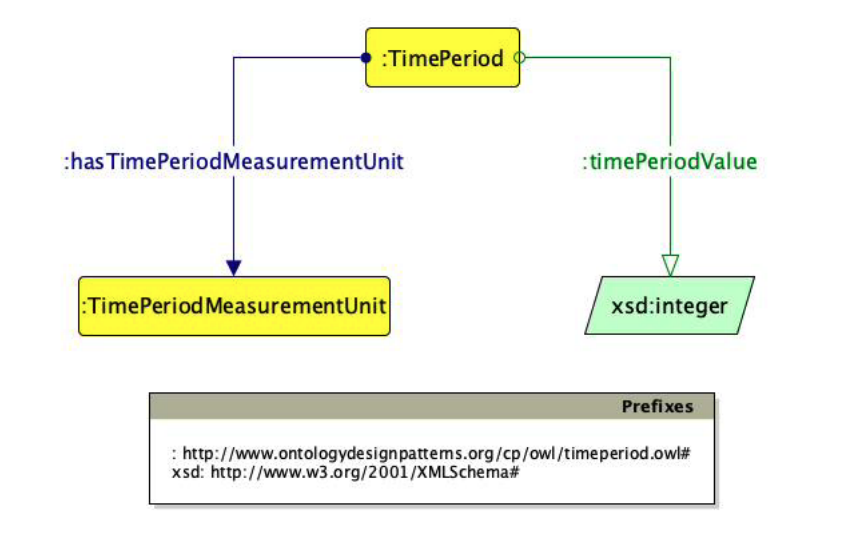 :TimePeriod
:hasTimePeriodMeasurementUnit
:timePeriodValue
:TimePeriodMeasurementUnit
xsd:integer
Prefixes
: http://www.ontologydesignpatterns.org/cp/owl/timeperiod.owl#
xsd: http://www.w3.org/2001/XMLSchema#